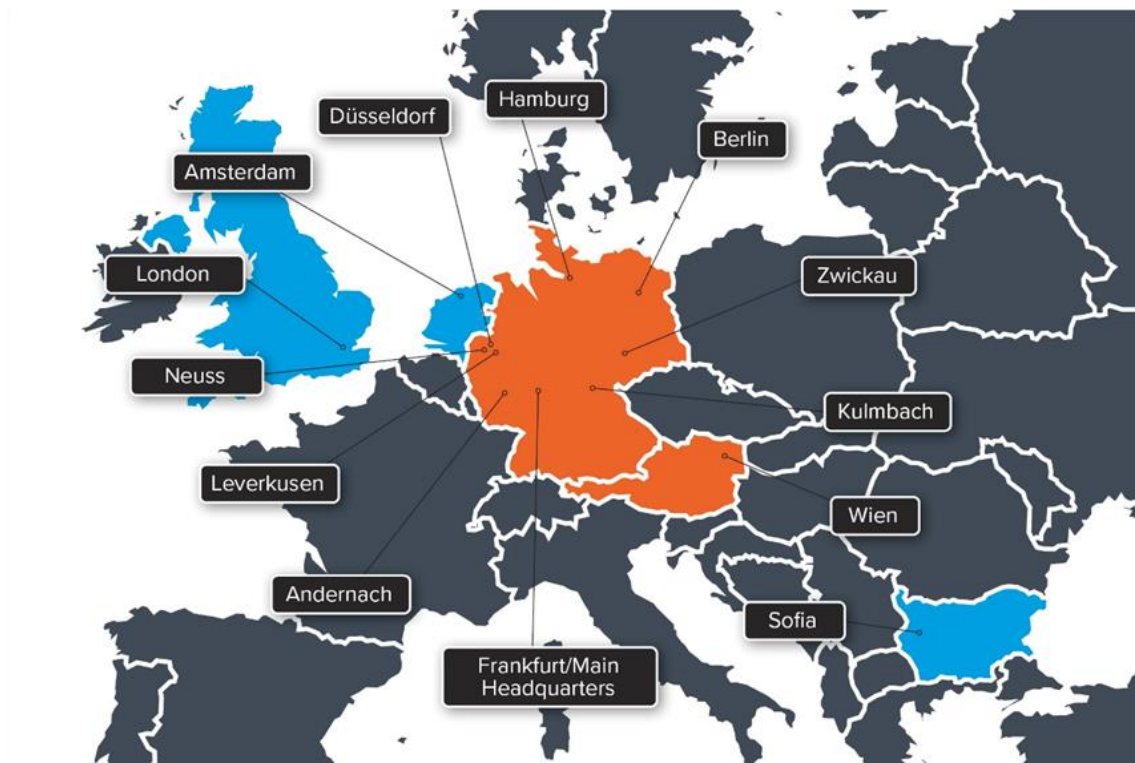 Hamburg
Düsseldorf
Berlin
Amsterdam
London
Zwickau
Neuss
Kulmbach
Leverkusen
Wien
Andernach
Sofia
Frankfurt/Main
Headquarters